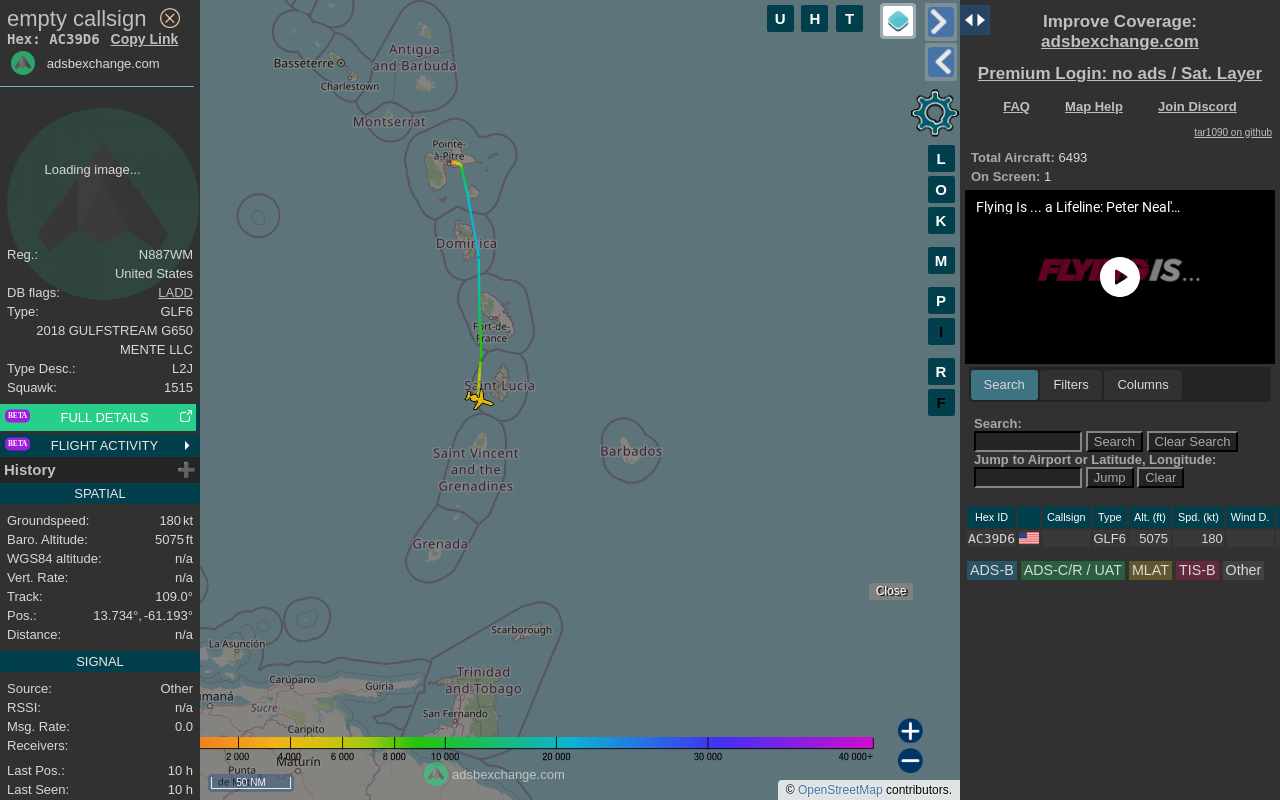 empty callsign
Hex: AC39D6 Copy Link
adsbexchange.com
Loading image...
Reg.: N887WM
United States
DB flags: LADD
Type: GLF6
2018 GULFSTREAM G650
MENTE LLC
Type Desc.: L2J
Squawk: 1515
BETA FULL DETAILS
BETA FLIGHT ACTIVITY
History
SPATIAL
Groundspeed: 180 kt
Baro. Altitude: 5075 ft
WGS84 altitude: n/a
Vert. Rate: n/a
Track: 109.0°
Pos.: 13.734°, -61.193°
Distance: n/a
SIGNAL
Source: Other
RSSI: n/a
Msg. Rate: 0.0
Receivers:
Last Pos.: 10 h
Last Seen: 10 h
Antigua
and Barbuda
Basseterre
Charlestown
Montserrat
Pointe-
à-Pitre
Dominica
Fort-de-
France
Saint Lucia
Saint Vincent
and the
Grenadines
Barbados
Grenada
Scarborough
La Asunción
Trinidad
and Tobago
Carúpano
Güiria
maná
Sucre
San Fernando
Caripito
2 000 4 000 6 000 8 000 10 000 20 000 30 000 40 000+
Maturín
Punta
50 NM
adsbexchange.com
© OpenStreetMap contributors.
U H T
L
O
K
M
P
I
R
F
Close
Improve Coverage:
adsbexchange.com
Premium Login: no ads / Sat. Layer
FAQ Map Help Join Discord
tar1090 on github
Total Aircraft: 6493
On Screen: 1
Flying Is ... a Lifeline: Peter Neal'...
FLYING IS...
Search Filters Columns
Search:
Search Clear Search
Jump to Airport or Latitude, Longitude:
Jump Clear
Hex ID Callsign Type Alt. (ft) Spd. (kt) Wind D.
AC39D6 GLF6 5075 180
ADS-B ADS-C/R / UAT MLAT TIS-B Other